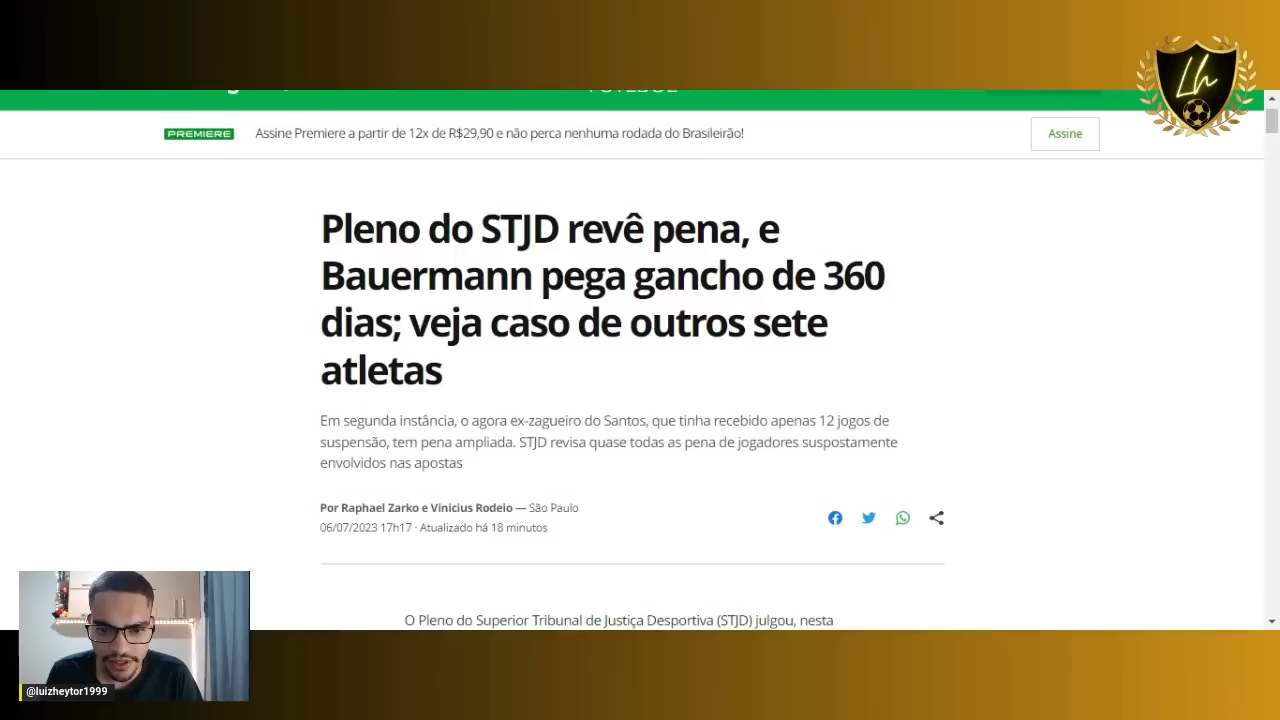 Lh
PREMIERE Assine Premiere a partir de 12x de R$29,90 e não perca nenhuma rodada do Brasileirão! Assine
Pleno do STJD revê pena, e
Bauermann pega gancho de 360
dias; veja caso de outros sete
atletas
Em segunda instância, o agora ex-zagueiro do Santos, que tinha recebido apenas 12 jogos de
suspensão, tem pena ampliada. STJD revisa quase todas as pena de jogadores suspostamente
envolvidos nas apostas
Por Raphael Zarko e Vinicius Rodeio — São Paulo
06/07/2023 17h17 · Atualizado há 18 minutos
O Pleno do Superior Tribunal de Justiça Desportiva (STJD) julgou, nesta
@luizheytor1999